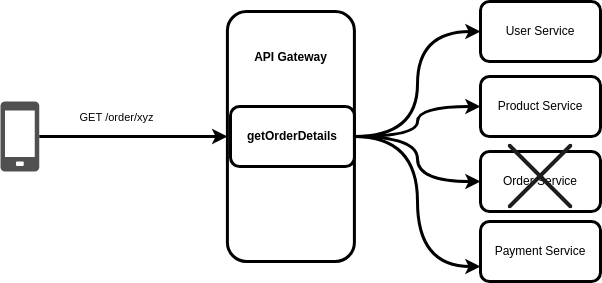 GET /order/xyz
API Gateway
getOrderDetails
User Service
Product Service
Order Service
Payment Service